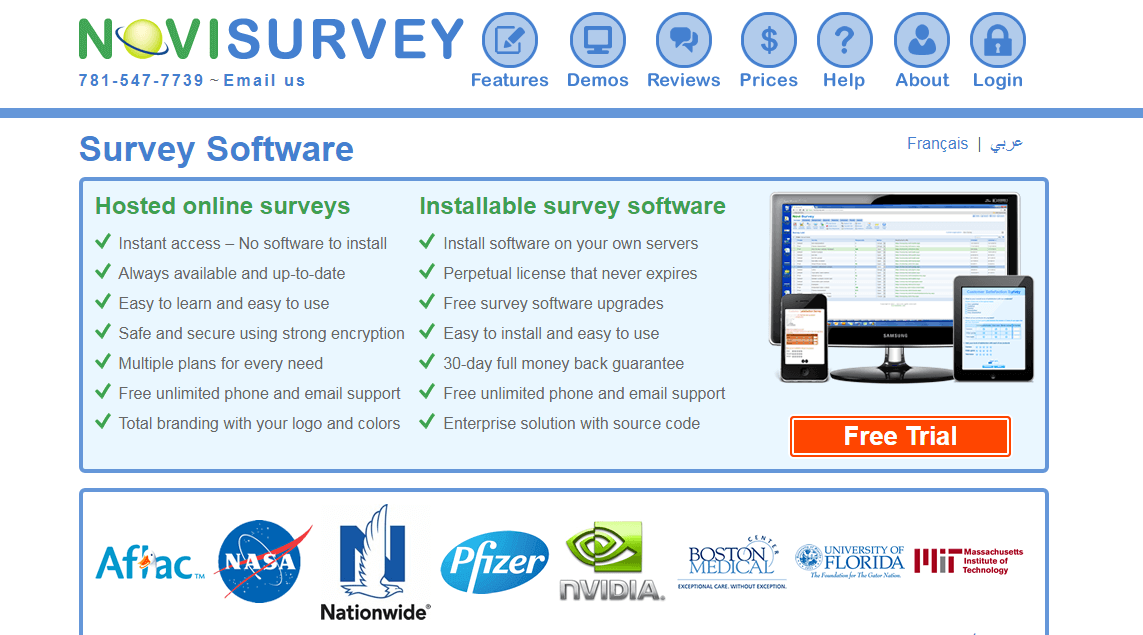 NOVISURVEY
781-547-7739 ~ Email us
Features
Demos
Reviews
Prices
Help
About
Login
Survey Software
Français | عربي
Hosted online surveys
Instant access – No software to install
Always available and up-to-date
Easy to learn and easy to use
Safe and secure using strong encryption
Multiple plans for every need
Free unlimited phone and email support
Total branding with your logo and colors
Installable survey software
Install software on your own servers
Perpetual license that never expires
Free survey software upgrades
Easy to install and easy to use
30-day full money back guarantee
Free unlimited phone and email support
Enterprise solution with source code
SAMSUNG
Customer Satisfaction Survey
Free Trial
Aflac™
NASA
N
Nationwide®
Pfizer
NVIDIA.
BOSTON
MEDICAL
CENTER
EXCEPTIONAL CARE. WITHOUT EXCEPTION.
UNIVERSITY OF
FLORIDA
The Foundation for The Gator Nation.
MIT
Massachusetts
Institute of
Technology